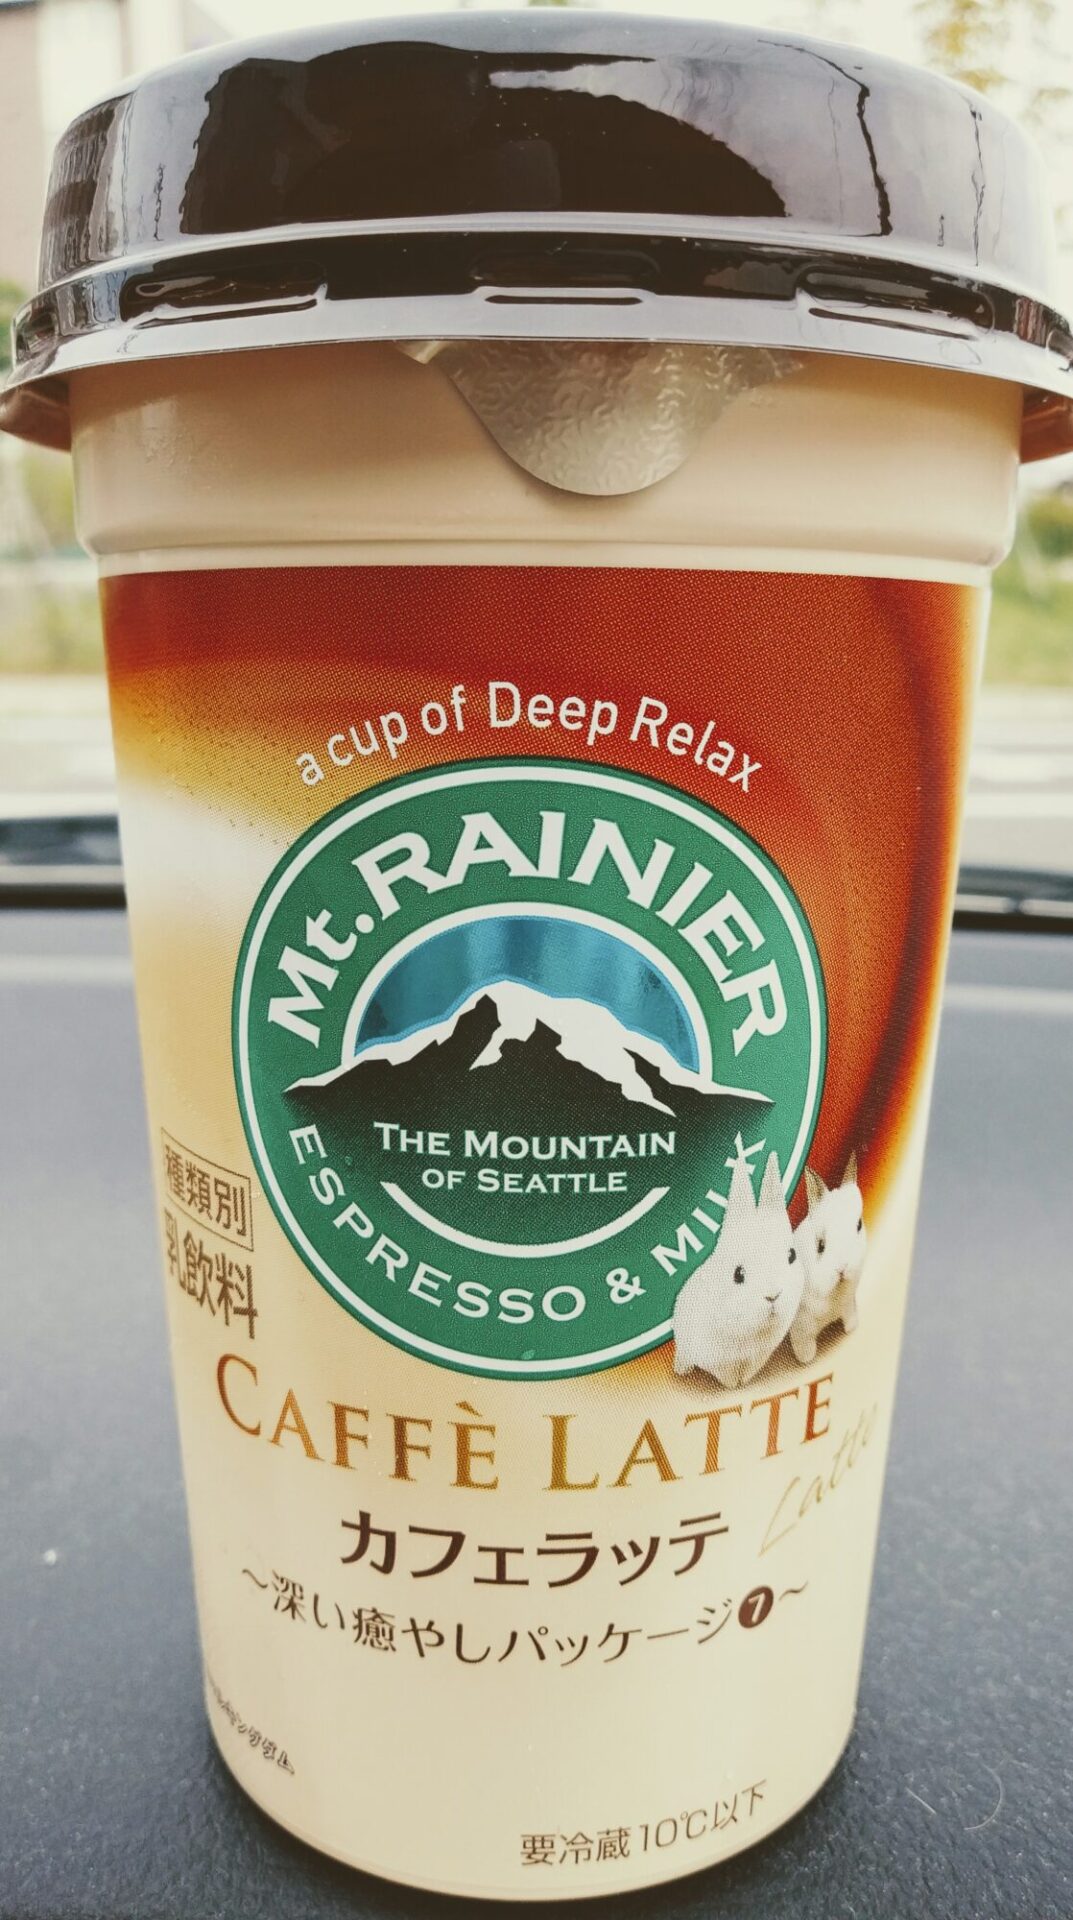 a cup of Deep Relax
Mt. RAINIER
THE MOUNTAIN
OF SEATTLE
ESPRESSO & MILK
種類別
乳飲料
CAFFÈ LATTE
Latte
カフェラッテ
~深い癒やしパッケージ❼~
要冷蔵10℃以下